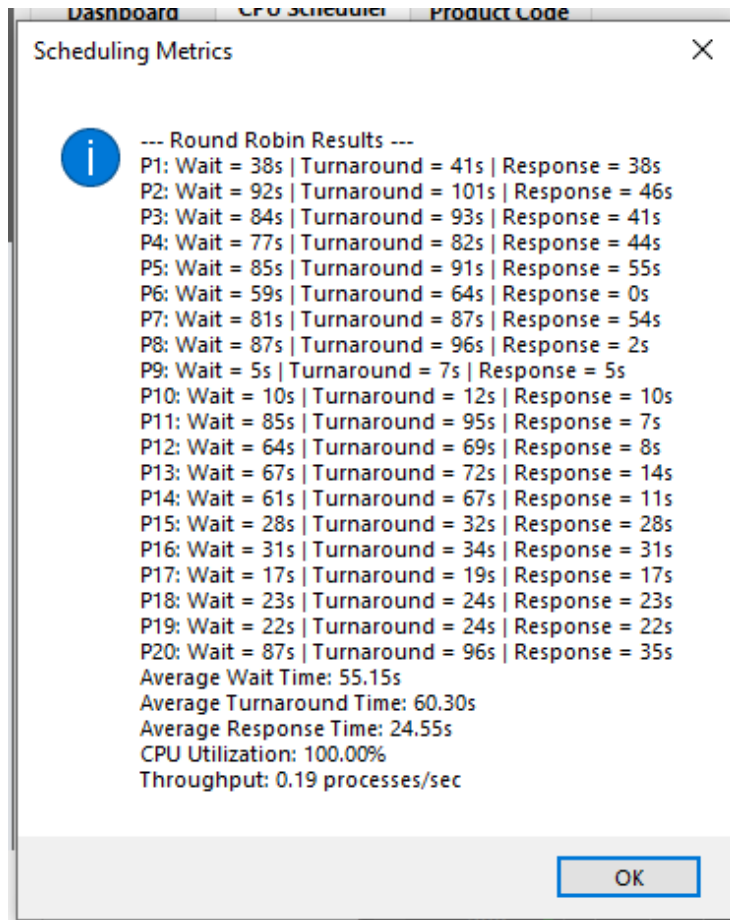 Dashboard CPU Scheduler Product Code
Scheduling Metrics
--- Round Robin Results ---
P1: Wait = 38s | Turnaround = 41s | Response = 38s
P2: Wait = 92s | Turnaround = 101s | Response = 46s
P3: Wait = 84s | Turnaround = 93s | Response = 41s
P4: Wait = 77s | Turnaround = 82s | Response = 44s
P5: Wait = 85s | Turnaround = 91s | Response = 55s
P6: Wait = 59s | Turnaround = 64s | Response = 0s
P7: Wait = 81s | Turnaround = 87s | Response = 54s
P8: Wait = 87s | Turnaround = 96s | Response = 2s
P9: Wait = 5s | Turnaround = 7s | Response = 5s
P10: Wait = 10s | Turnaround = 12s | Response = 10s
P11: Wait = 85s | Turnaround = 95s | Response = 7s
P12: Wait = 64s | Turnaround = 69s | Response = 8s
P13: Wait = 67s | Turnaround = 72s | Response = 14s
P14: Wait = 61s | Turnaround = 67s | Response = 11s
P15: Wait = 28s | Turnaround = 32s | Response = 28s
P16: Wait = 31s | Turnaround = 34s | Response = 31s
P17: Wait = 17s | Turnaround = 19s | Response = 17s
P18: Wait = 23s | Turnaround = 24s | Response = 23s
P19: Wait = 22s | Turnaround = 24s | Response = 22s
P20: Wait = 87s | Turnaround = 96s | Response = 35s
Average Wait Time: 55.15s
Average Turnaround Time: 60.30s
Average Response Time: 24.55s
CPU Utilization: 100.00%
Throughput: 0.19 processes/sec
OK